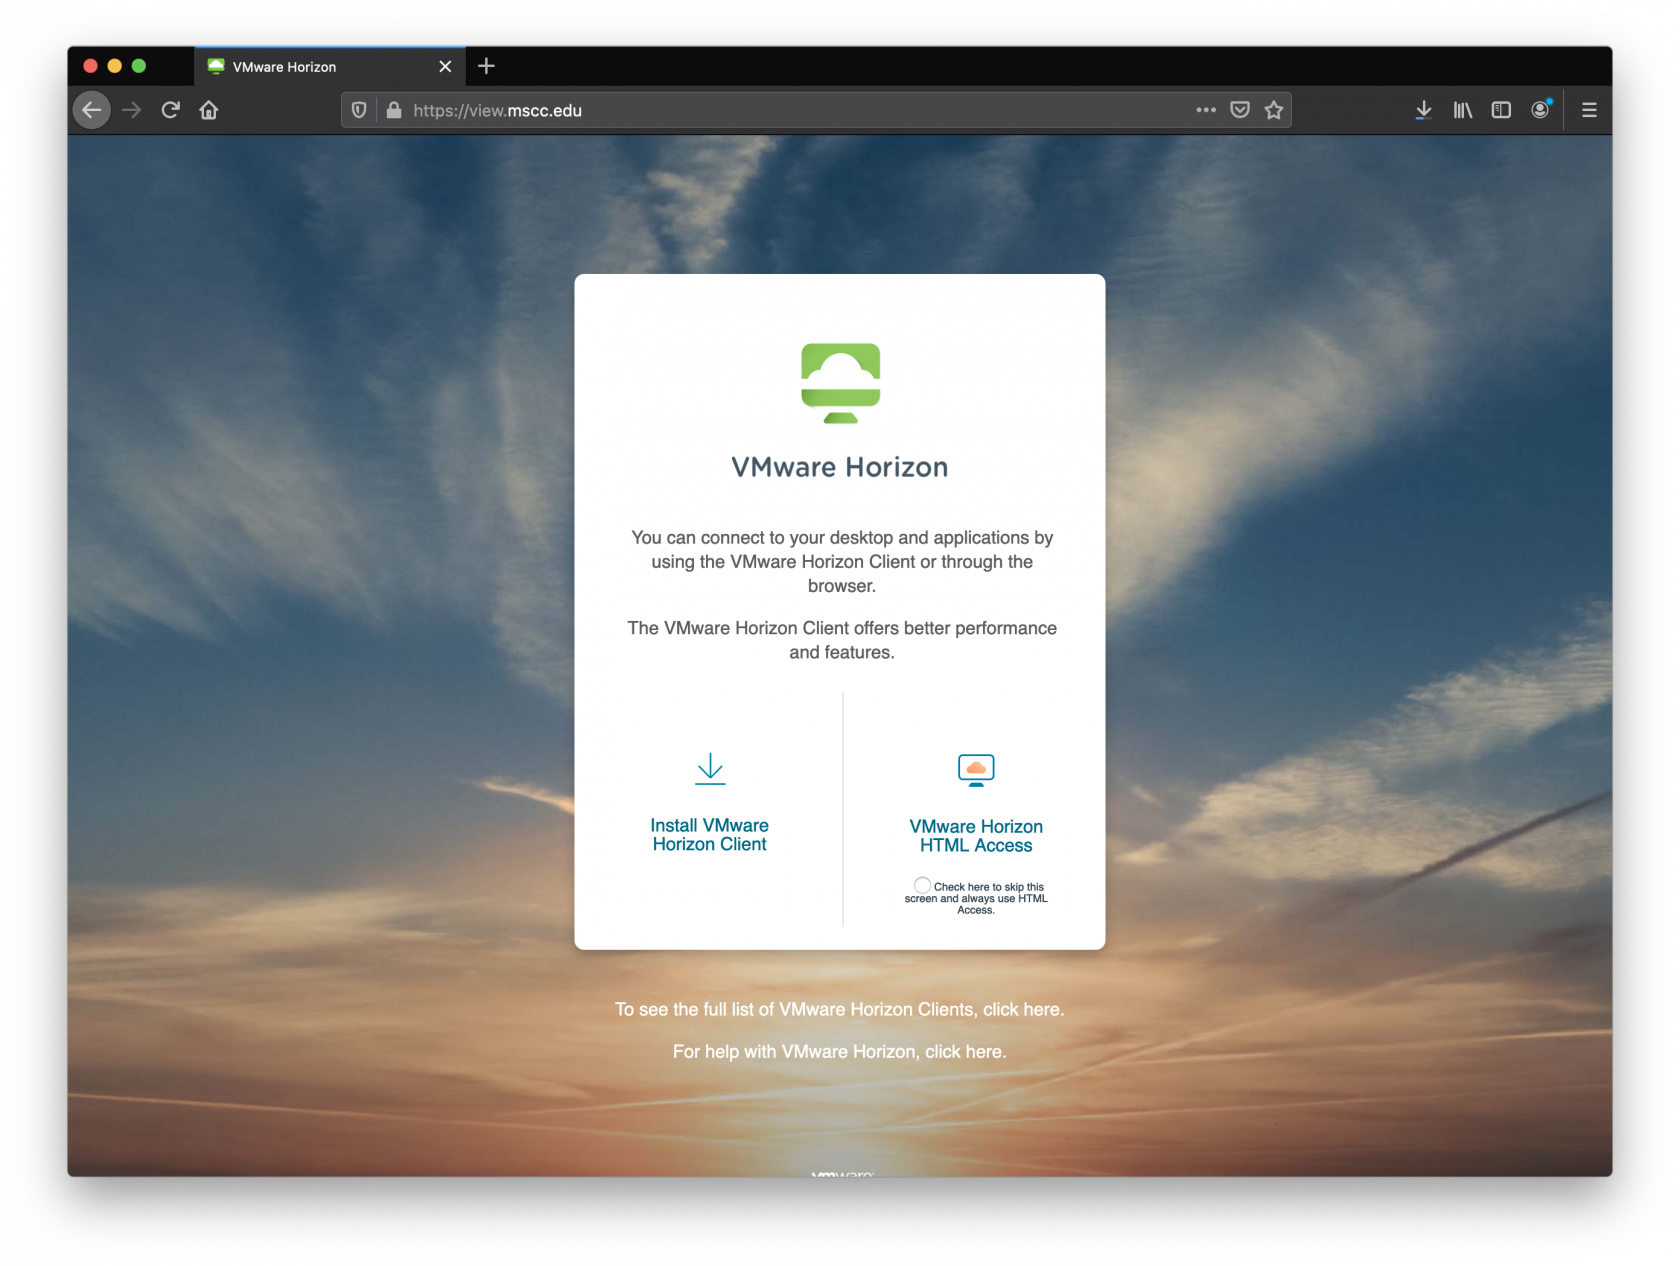 VMware Horizon
https://view.mscc.edu
VMware Horizon
You can connect to your desktop and applications by
using the VMware Horizon Client or through the
browser.
The VMware Horizon Client offers better performance
and features.
Install VMware
Horizon Client
VMware Horizon
HTML Access
Check here to skip this
screen and always use HTML
Access.
To see the full list of VMware Horizon Clients, click here.
For help with VMware Horizon, click here.
vmware